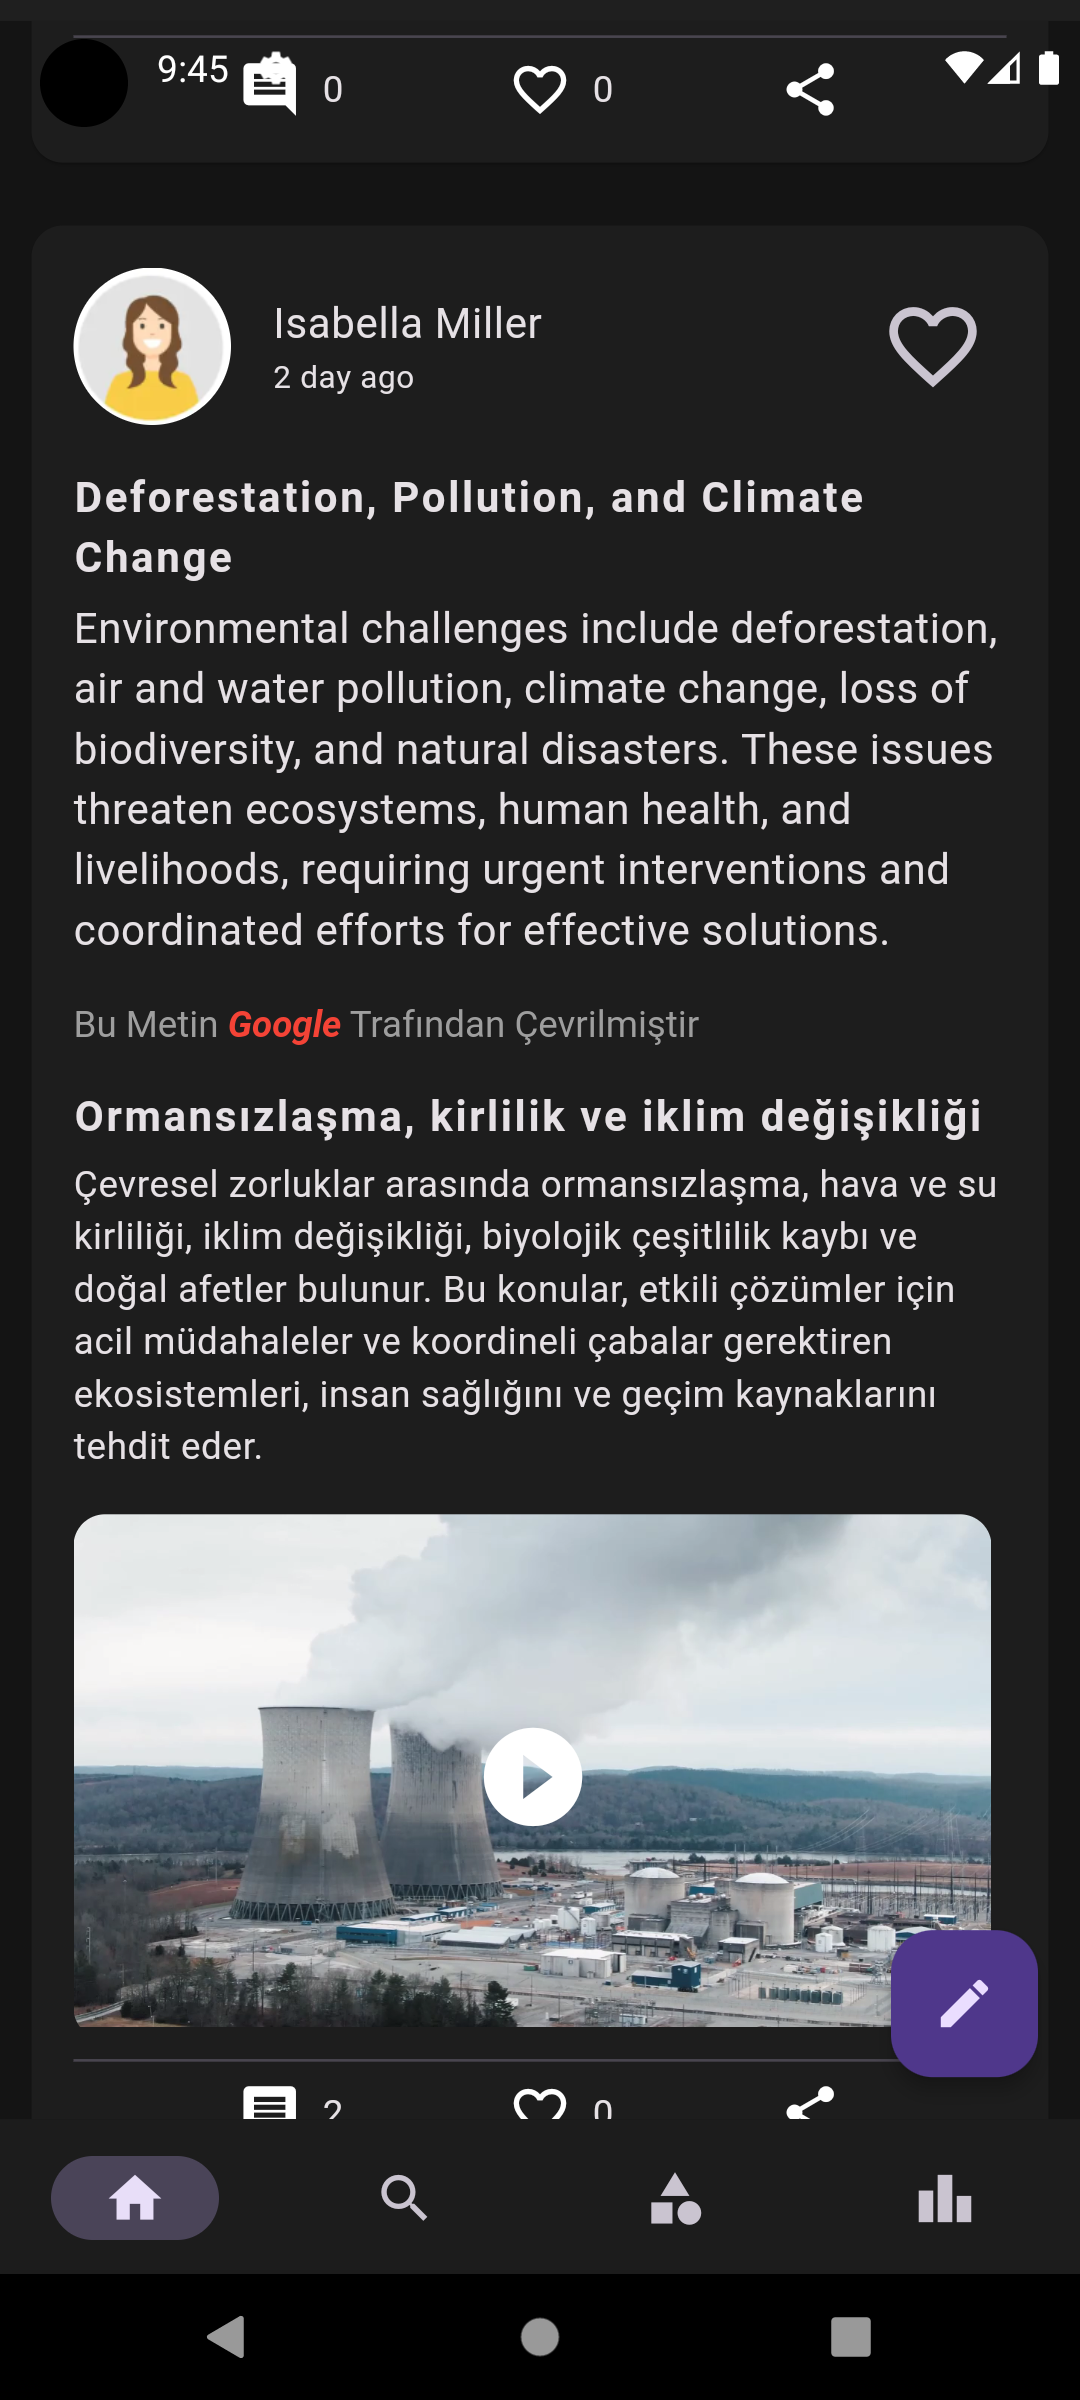 9:45
0
0
Isabella Miller
2 day ago
Deforestation, Pollution, and Climate
Change
Environmental challenges include deforestation,
air and water pollution, climate change, loss of
biodiversity, and natural disasters. These issues
threaten ecosystems, human health, and
livelihoods, requiring urgent interventions and
coordinated efforts for effective solutions.
Bu Metin Google Trafından Çevrilmiştir
Ormansızlaşma, kirlilik ve iklim değişikliği
Çevresel zorluklar arasında ormansızlaşma, hava ve su
kirliliği, iklim değişikliği, biyolojik çeşitlilik kaybı ve
doğal afetler bulunur. Bu konular, etkili çözümler için
acil müdahaleler ve koordineli çabalar gerektiren
ekosistemleri, insan sağlığını ve geçim kaynaklarını
tehdit eder.
2
0